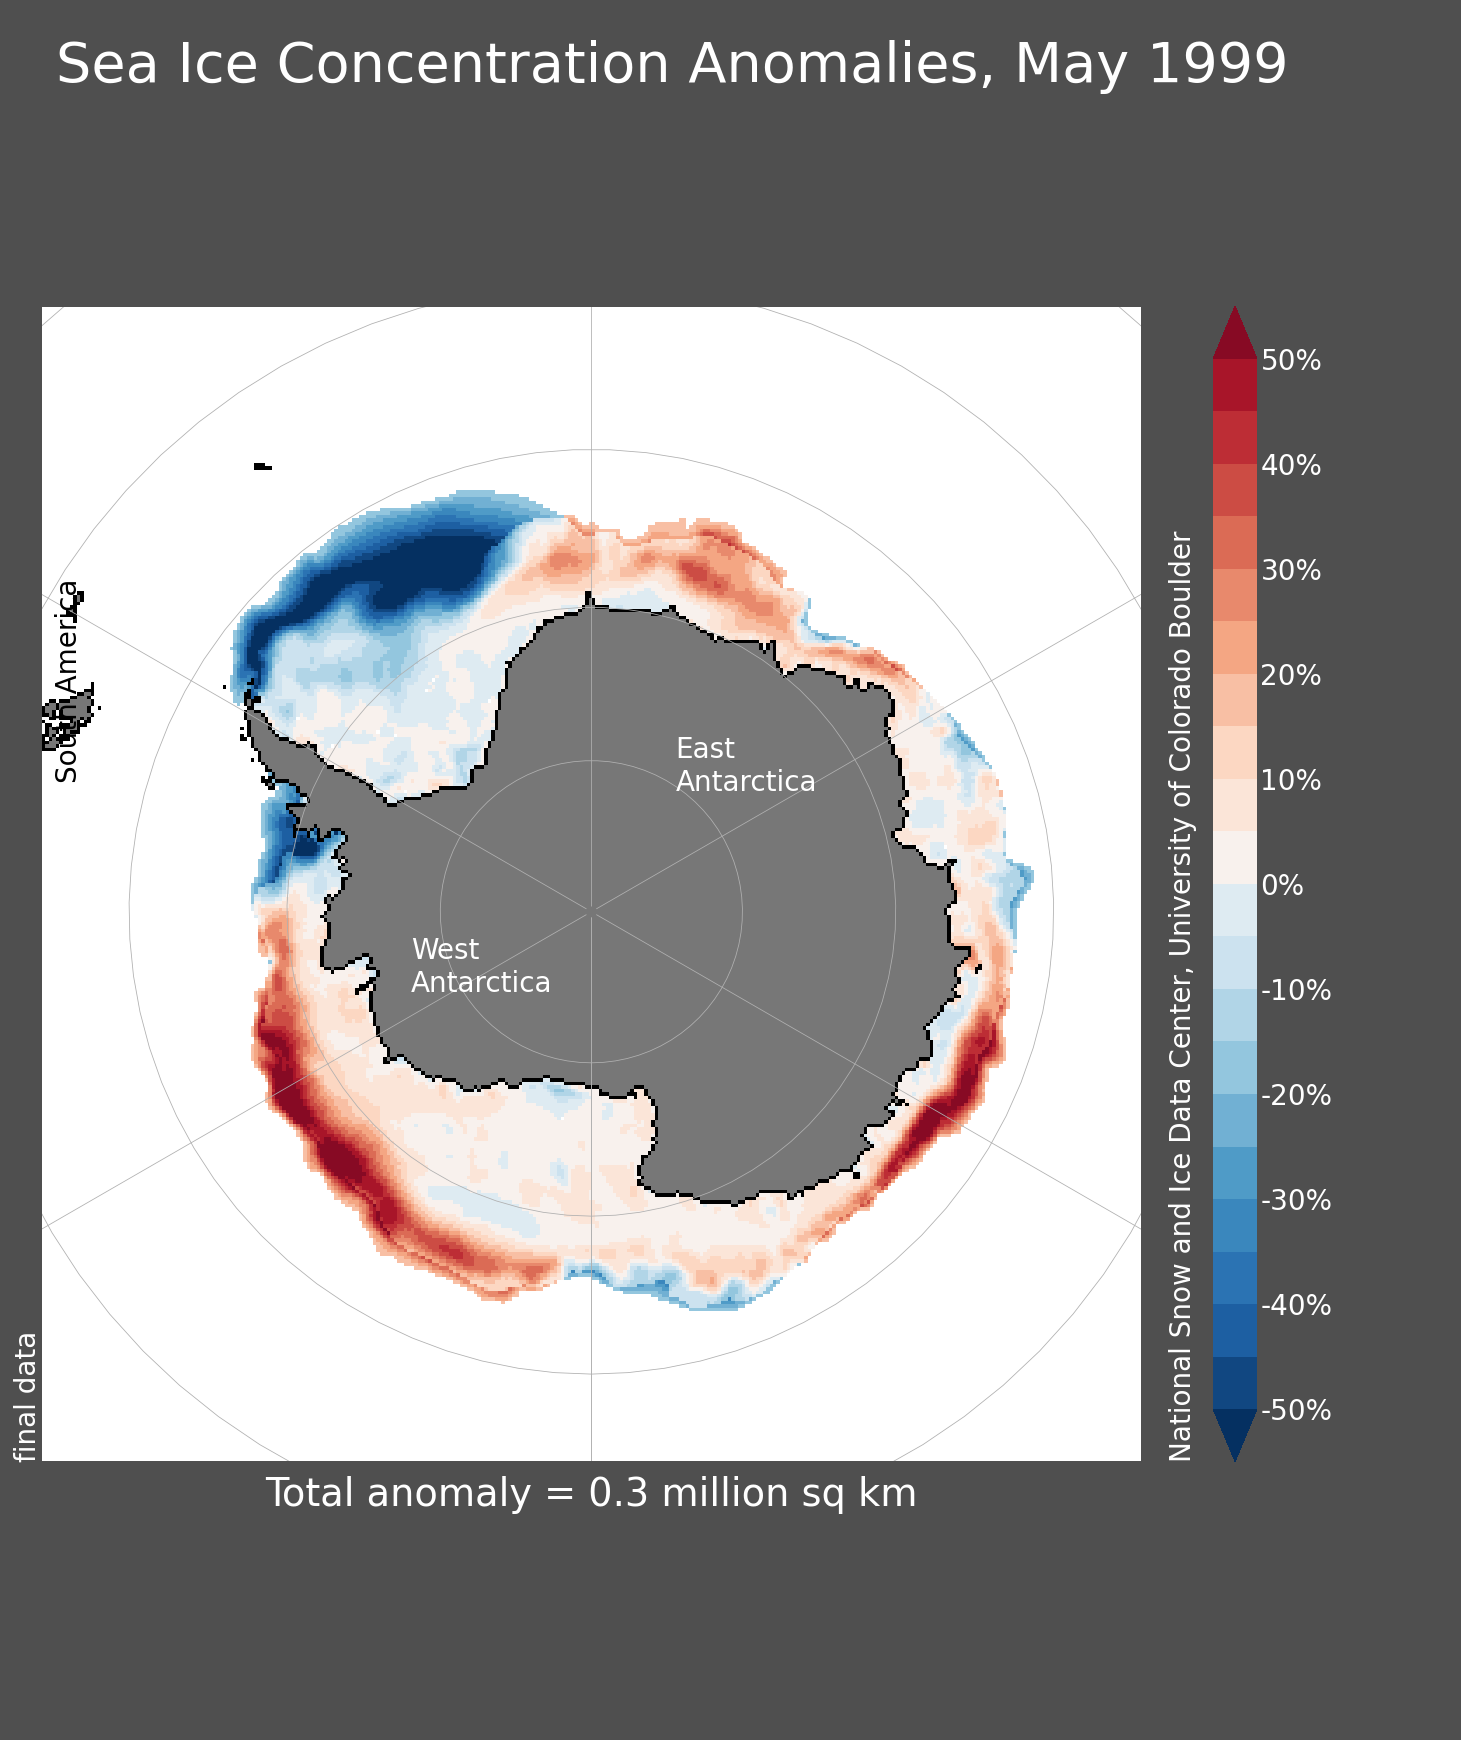 Sea Ice Concentration Anomalies, May 1999
South America
East
Antarctica
West
Antarctica
final data
National Snow and Ice Data Center, University of Colorado Boulder
50%
40%
30%
20%
10%
0%
-10%
-20%
-30%
-40%
-50%
Total anomaly = 0.3 million sq km